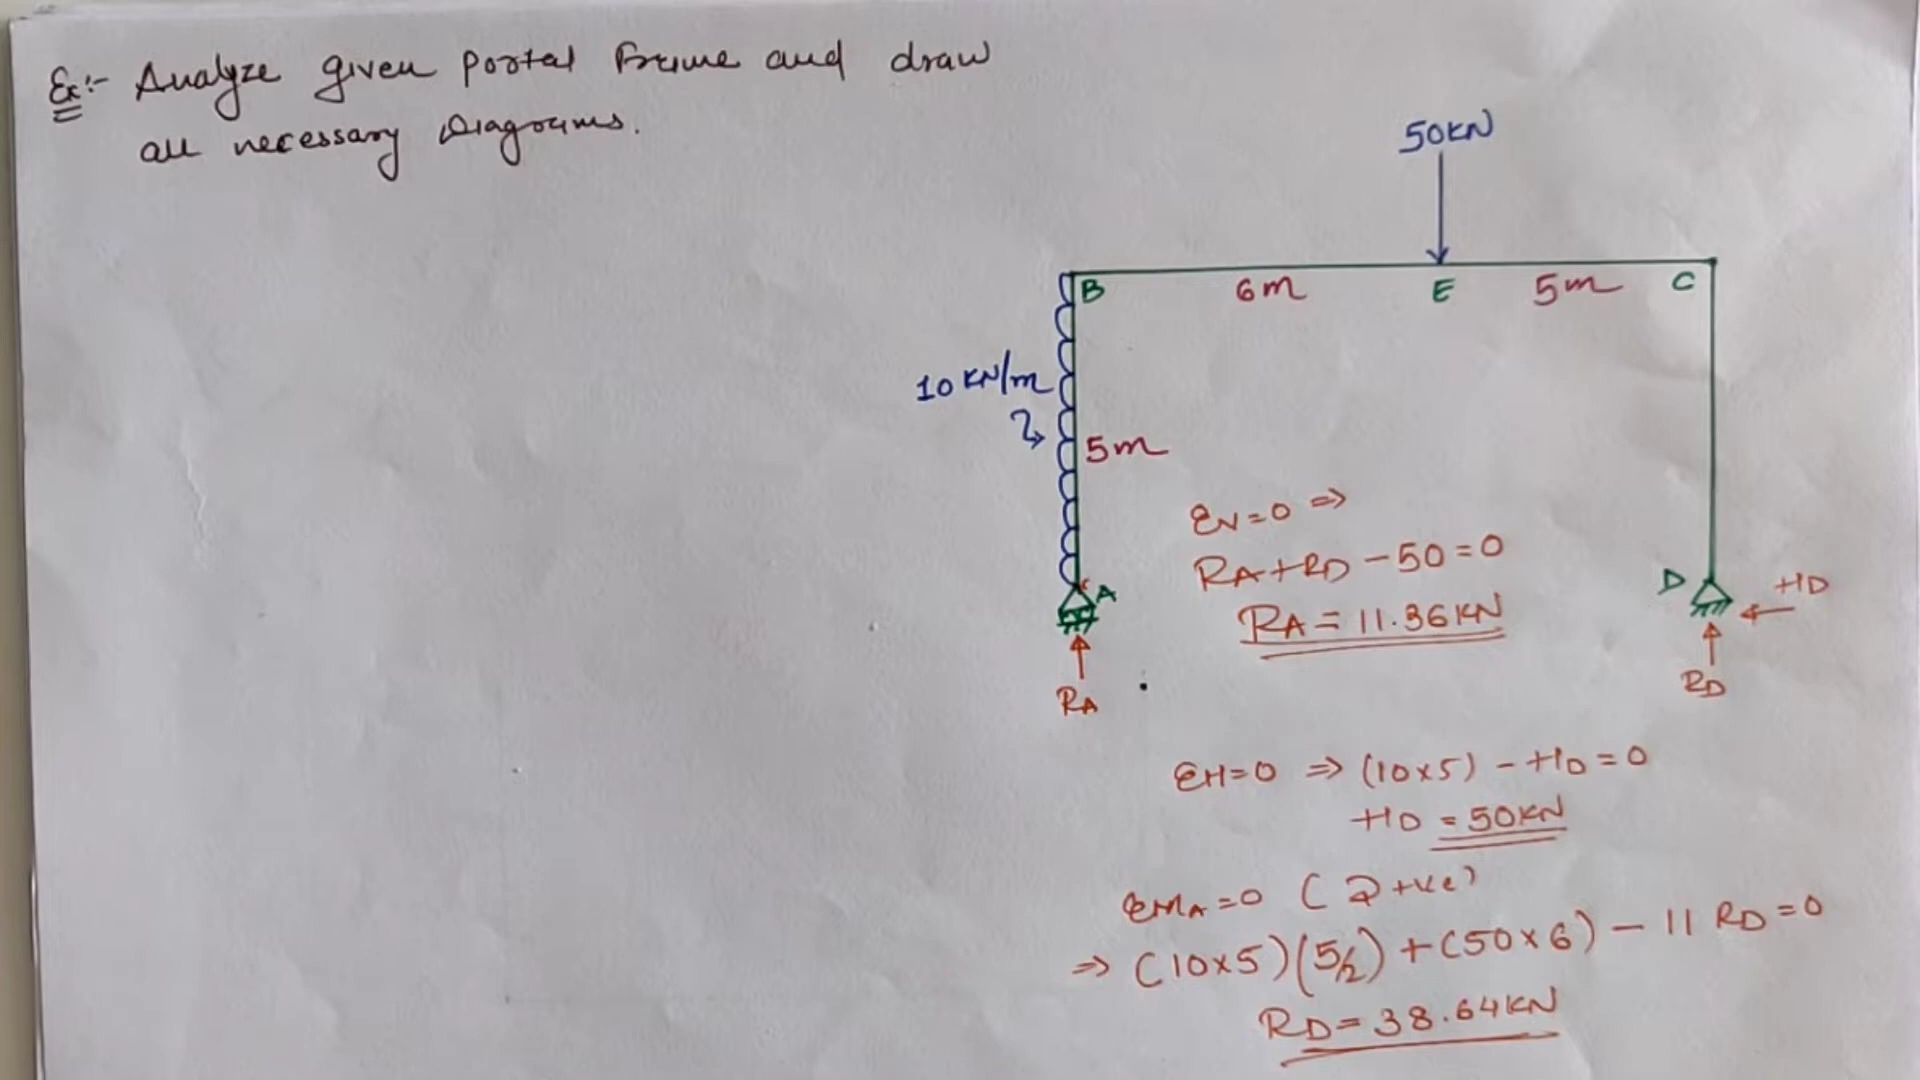 Ex:- Analyze given portal Frame and draw
all necessary Diagrams.
50KN
B 6m E 5m C
10 KN/m
5m
ΣV=0 ⇒
RA+RD-50=0
RA=11.36KN
A
D
HD
RA
RD
ΣH=0 ⇒ (10x5) - HD=0
HD = 50KN
ΣMA=0 (↻+ve)
⇒ (10x5)(5/2)+(50x6) - 11 RD=0
RD=38.64KN